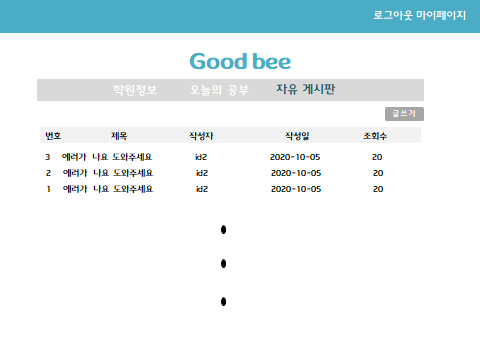 로그아웃 마이페이지
Good bee
학원정보 오늘의 공부 자유 게시판
글쓰기
번호 제목 작성자 작성일 조회수
3 에러가 나요 도와주세요 id2 2020-10-05 20
2 에러가 나요 도와주세요 id2 2020-10-05 20
1 에러가 나요 도와주세요 id2 2020-10-05 20